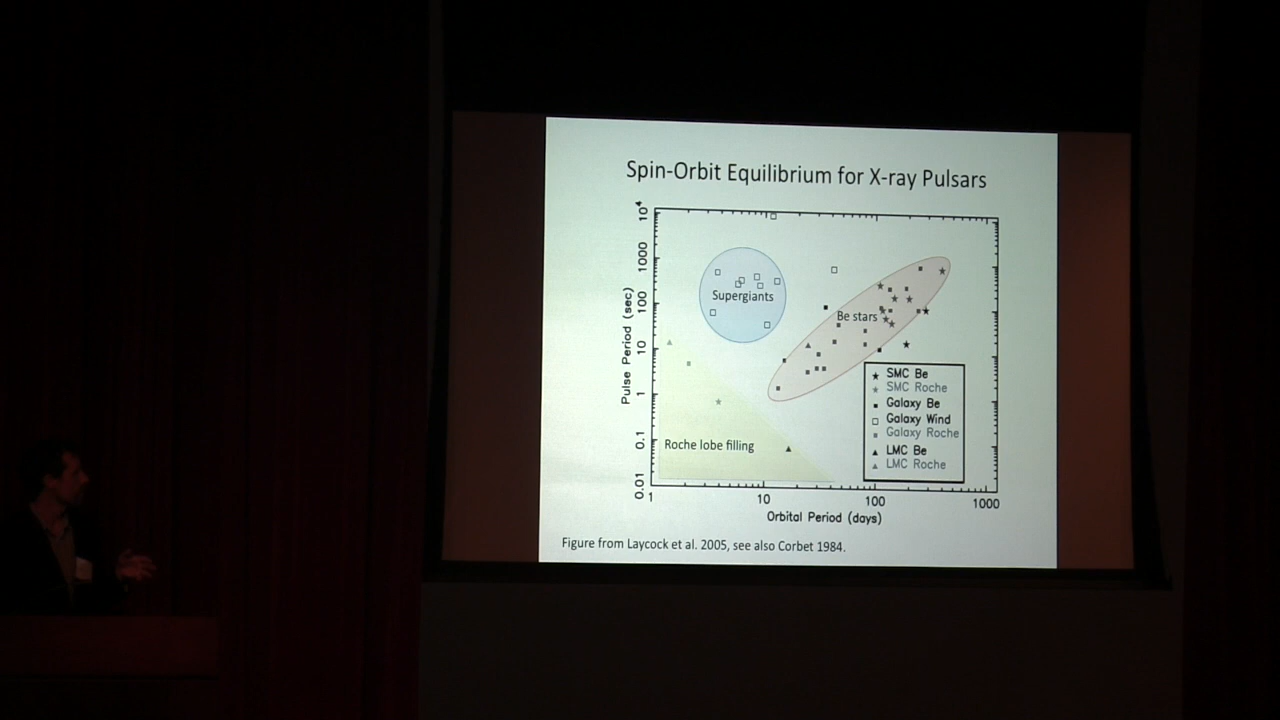 Spin-Orbit Equilibrium for X-ray Pulsars
10⁴
1000
100
10
1
0.1
0.01
Pulse Period (sec)
Supergiants
Be stars
Roche lobe filling
SMC Be
SMC Roche
Galaxy Be
Galaxy Wind
Galaxy Roche
LMC Be
LMC Roche
1
10
100
1000
Orbital Period (days)
Figure from Laycock et al. 2005, see also Corbet 1984.